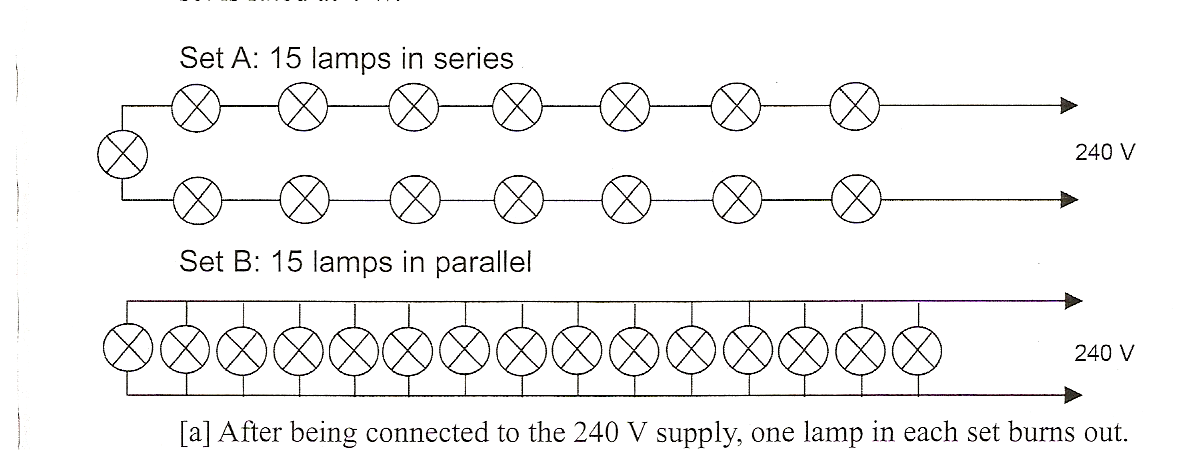 Set A: 15 lamps in series
240 V
Set B: 15 lamps in parallel
240 V
[a] After being connected to the 240 V supply, one lamp in each set burns out.